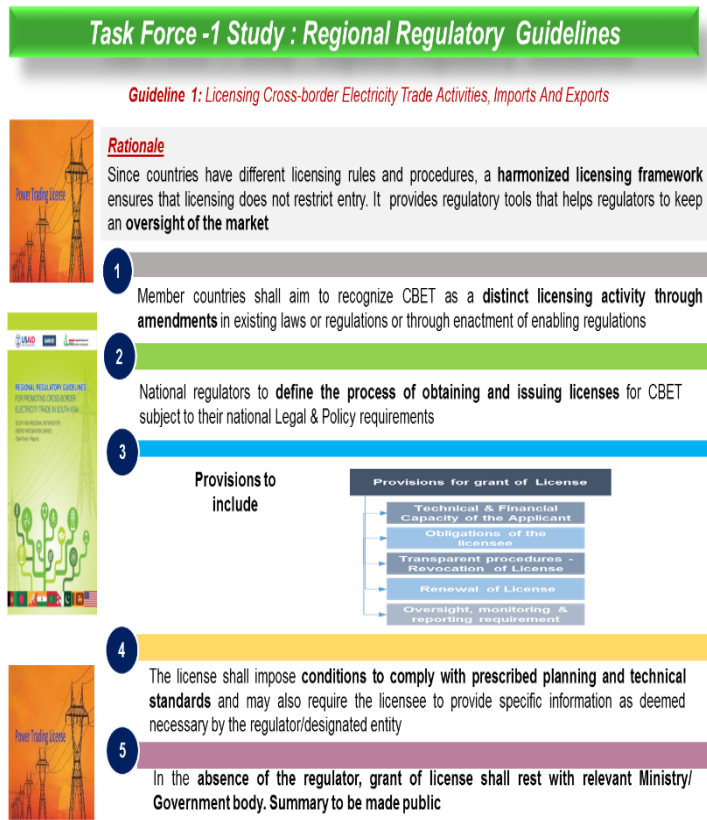 Task Force -1 Study : Regional Regulatory Guidelines
Guideline 1: Licensing Cross-border Electricity Trade Activities, Imports And Exports
Power Trading License
Rationale
Since countries have different licensing rules and procedures, a harmonized licensing framework
ensures that licensing does not restrict entry. It provides regulatory tools that helps regulators to keep
an oversight of the market
1
Member countries shall aim to recognize CBET as a distinct licensing activity through
amendments in existing laws or regulations or through enactment of enabling regulations
USAID
REGIONAL REGULATORY GUIDELINES
FOR PROMOTING CROSS-BORDER
ELECTRICITY TRADE IN SOUTH ASIA
SOUTH ASIA REGIONAL INITIATIVE FOR
ENERGY INTEGRATION
2
National regulators to define the process of obtaining and issuing licenses for CBET
subject to their national Legal & Policy requirements
3
Provisions to
include
Provisions for grant of License
Technical & Financial
Capacity of the Applicant
Obligations of the
licensee
Transparent procedures -
Revocation of License
Renewal of License
Oversight, monitoring &
reporting requirement
4
The license shall impose conditions to comply with prescribed planning and technical
standards and may also require the licensee to provide specific information as deemed
necessary by the regulator/designated entity
Power Trading License
5
In the absence of the regulator, grant of license shall rest with relevant Ministry/
Government body. Summary to be made public